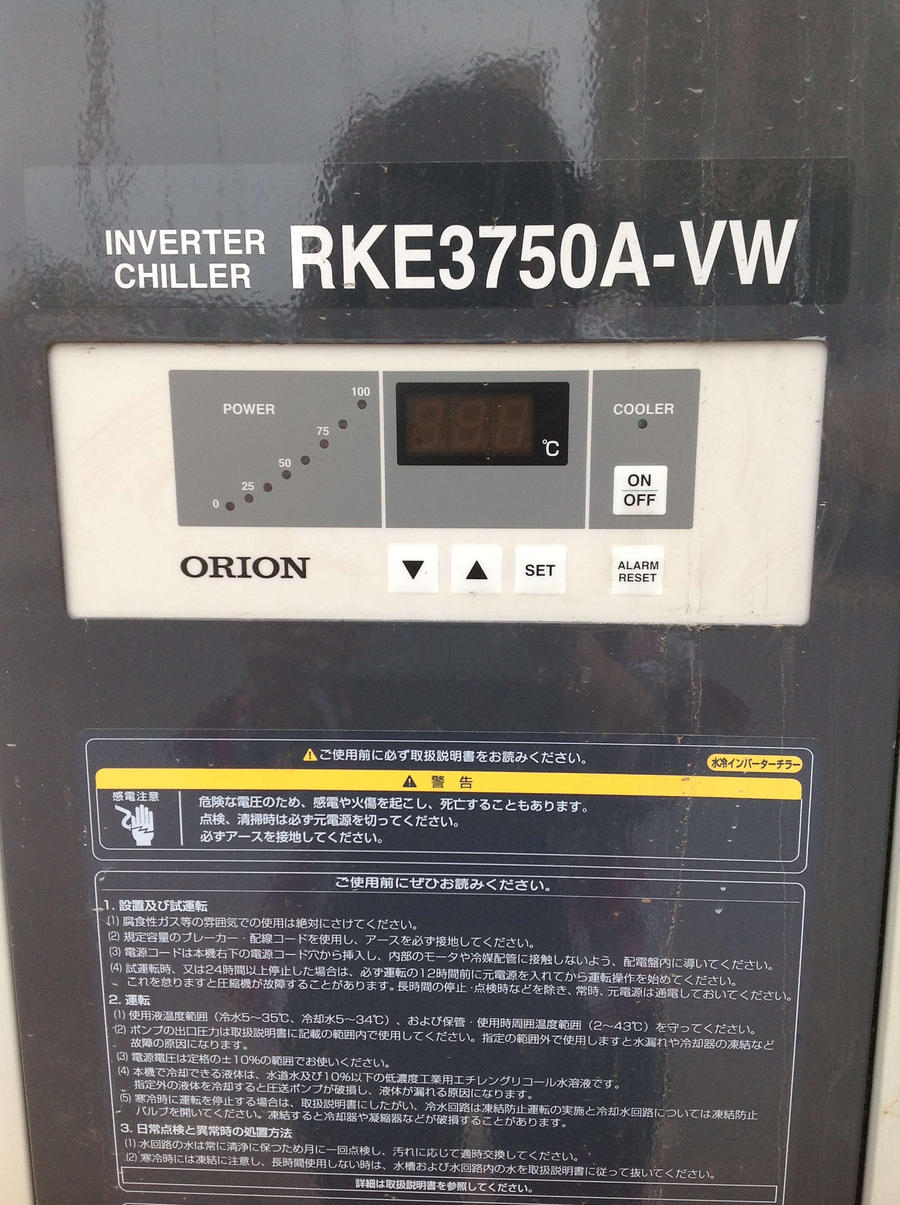 INVERTER
CHILLER
RKE3750A-VW
POWER
100
75
50
25
0
℃
COOLER
ON
OFF
ORION
▼ ▲ SET
ALARM
RESET
⚠ご使用前に必ず取扱説明書をお読みください。
水冷インバーターチラー
⚠ 警告
感電注意
危険な電圧のため、感電や火傷を起こし、死亡することもあります。
点検、清掃時は必ず元電源を切ってください。
必ずアースを接地してください。
ご使用前にぜひお読みください。
1. 設置及び試運転
(1) 腐食性ガス等の雰囲気での使用は絶対にさけてください。
(2) 規定容量のブレーカー・配線コードを使用し、アースを必ず接地してください。
(3) 電源コードは本機右下の電源コード穴から挿入し、内部のモータや冷媒配管に接触しないよう、配電盤内に導いてください。
(4) 試運転時、又は24時間以上停止した場合は、必ず運転の12時間前に元電源を入れてから運転操作を始めてください。
これを怠りますと圧縮機が故障することがあります。長時間の停止・点検時などを除き、常時、元電源は通電しておいてください。
2. 運転
(1) 使用液温度範囲（冷水5～35℃、冷却水5～34℃）、および保管・使用時周囲温度範囲（2～43℃）を守ってください。
(2) ポンプの出口圧力は取扱説明書に記載の範囲内で使用してください。指定の範囲外で使用しますと水漏れや冷却器の凍結など
故障の原因になります。
(3) 電源電圧は定格の±10%の範囲でお使いください。
(4) 本機で冷却できる液体は、水道水及び10%以下の低濃度工業用エチレングリコール水溶液です。
指定外の液体を冷却すると圧送ポンプが破損し、液体が漏れる原因になります。
(5) 寒冷時に運転を停止する場合は、取扱説明書にしたがい、冷水回路は凍結防止運転の実施と冷却水回路については凍結防止
バルブを開いてください。凍結すると冷却器や凝縮器などが破損することがあります。
3. 日常点検と異常時の処置方法
(1) 水回路の水は常に清浄に保つため月に一回点検し、汚れに応じて適時交換してください。
(2) 寒冷時には凍結に注意し、長時間使用しない時は、水槽および水回路内の水を取扱説明書に従って抜いてください。
詳細は取扱説明書を参照してください。